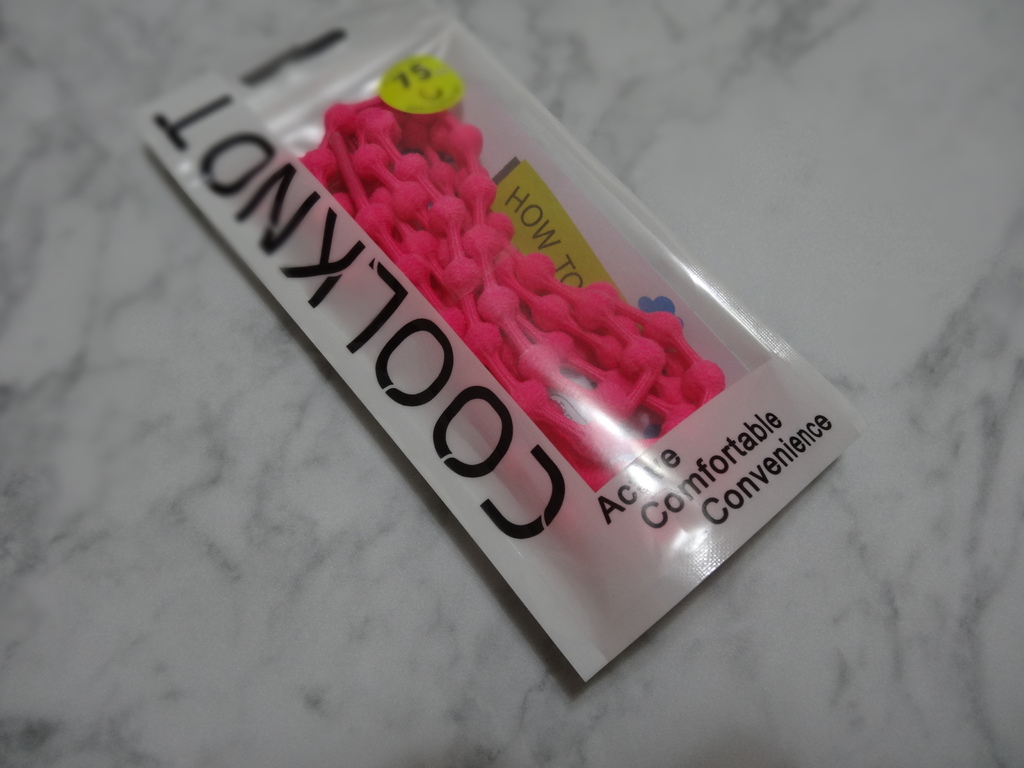 COOLKNOT
75
HOW TO
Active
Comfortable
Convenience